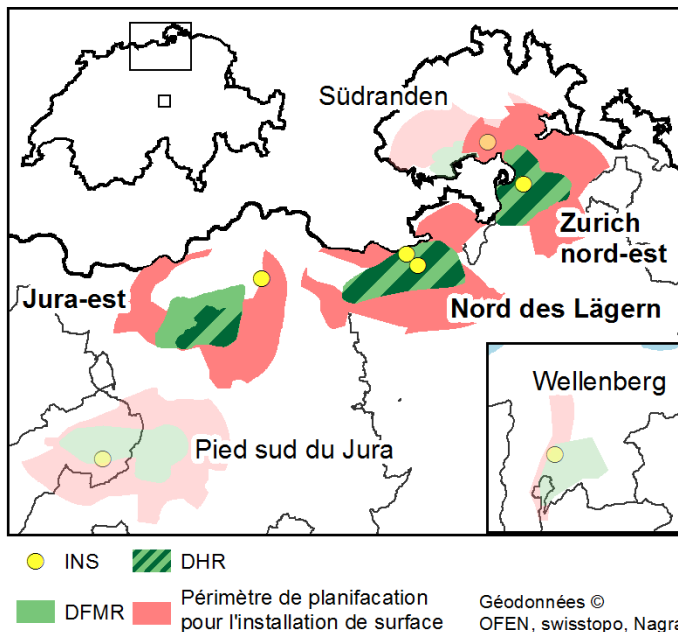 Südranden
Zurich
nord-est
Jura-est
Nord des Lägern
Wellenberg
Pied sud du Jura
INS
DHR
DFMR
Périmètre de planifacation
pour l'installation de surface
Géodonnées ©
OFEN, swisstopo, Nagra